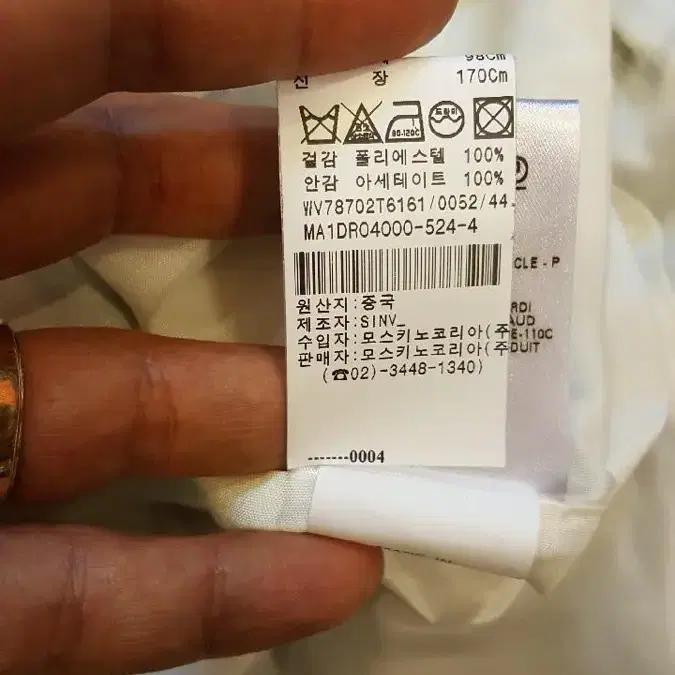 98Cm
신 장 170Cm
80-120C
드라이
걸감 폴리에스텔 100%
안감 아세테이트 100%
WV78702T6161/0052/44.
MA1DR04000-524-4
원산지:중국
제조자:SINV_
수입자:모스키노코리아(주
판매자:모스키노코리아(주
(☎02)-3448-1340)
-------0004
CLE - P
RDI
AUD
E-110C
DUIT